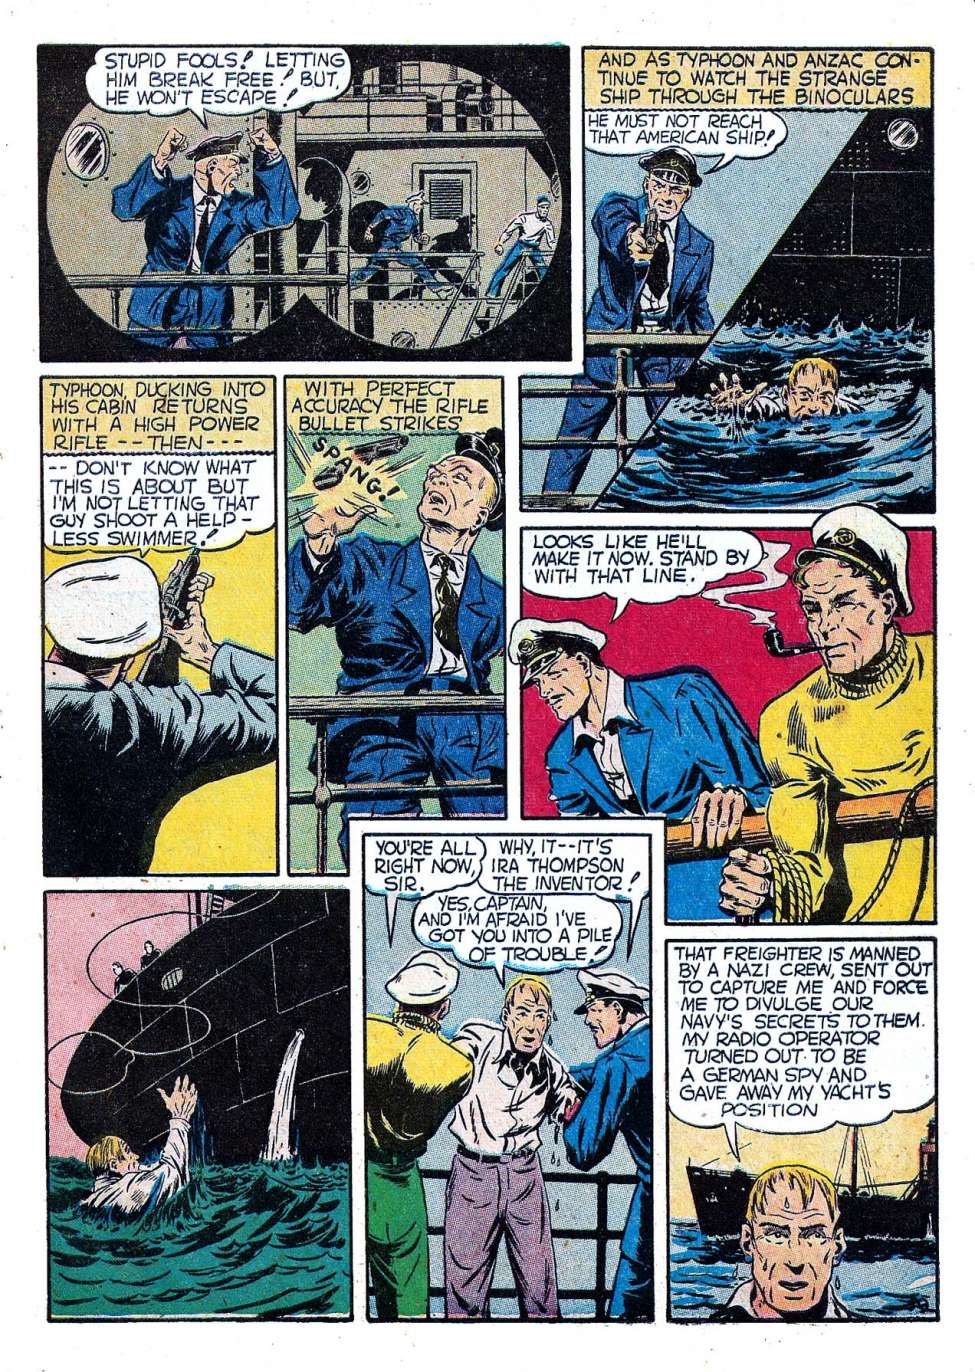 STUPID FOOLS! LETTING
HIM BREAK FREE! BUT,
HE WON'T ESCAPE!
AND AS TYPHOON AND ANZAC CON-
TINUE TO WATCH THE STRANGE
SHIP THROUGH THE BINOCULARS
HE MUST NOT REACH
THAT AMERICAN SHIP!
TYPHOON, DUCKING INTO
HIS CABIN RETURNS
WITH A HIGH POWER
RIFLE -- THEN ---
-- DON'T KNOW WHAT
THIS IS ABOUT BUT
I'M NOT LETTING THAT
GUY SHOOT A HELP-
LESS SWIMMER!
WITH PERFECT
ACCURACY THE RIFLE
BULLET STRIKES
SPANG!
LOOKS LIKE HE'LL
MAKE IT NOW. STAND BY
WITH THAT LINE.
YOU'RE ALL
RIGHT NOW,
SIR.
WHY, IT--IT'S
IRA THOMPSON
THE INVENTOR!
YES, CAPTAIN,
AND I'M AFRAID I'VE
GOT YOU INTO A PILE
OF TROUBLE!
THAT FREIGHTER IS MANNED
BY A NAZI CREW, SENT OUT
TO CAPTURE ME AND FORCE
ME TO DIVULGE OUR
NAVY'S SECRETS TO THEM.
MY RADIO OPERATOR
TURNED OUT TO BE
A GERMAN SPY AND
GAVE AWAY MY YACHT'S
POSITION